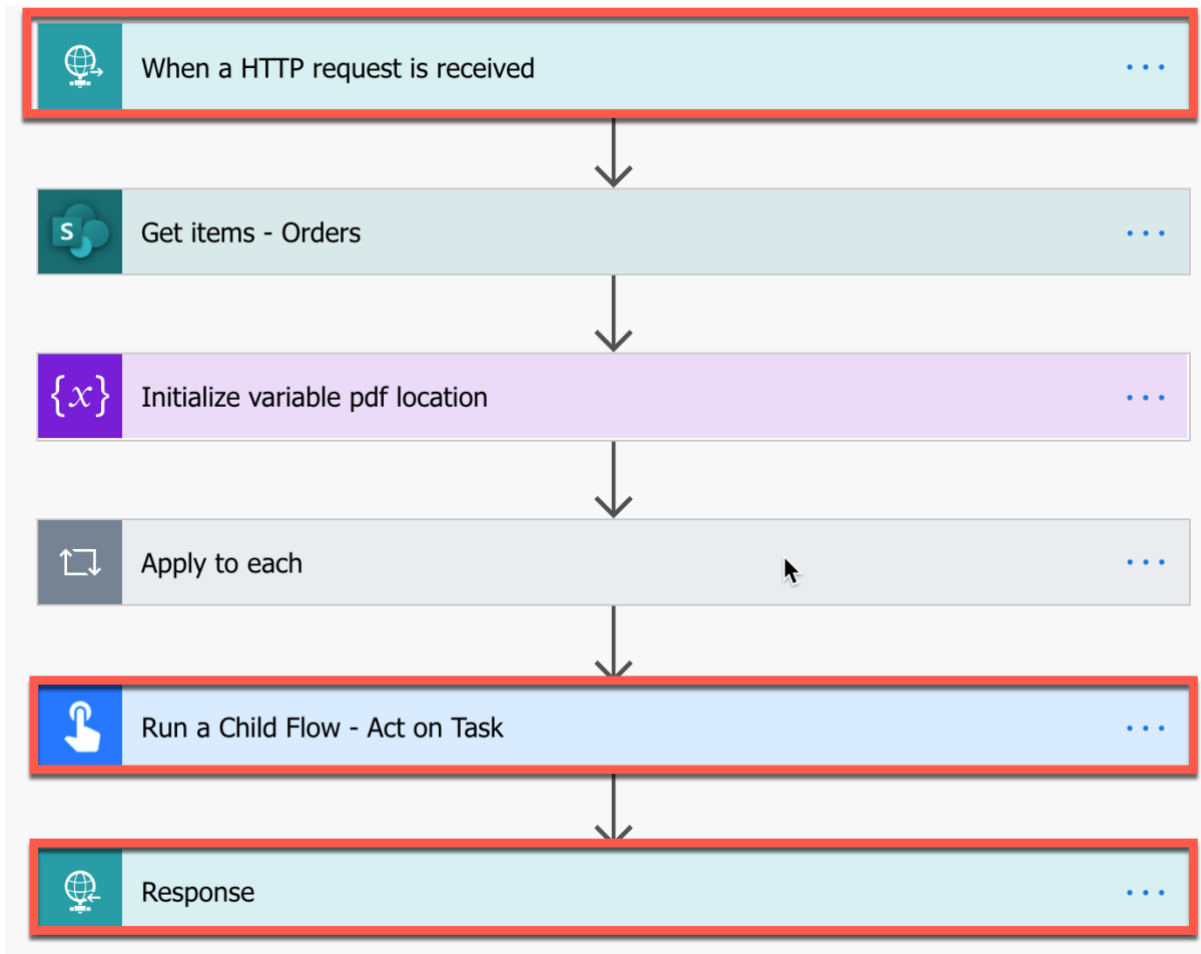 When a HTTP request is received
S
Get items - Orders
{x}
Initialize variable pdf location
Apply to each
Run a Child Flow - Act on Task
Response